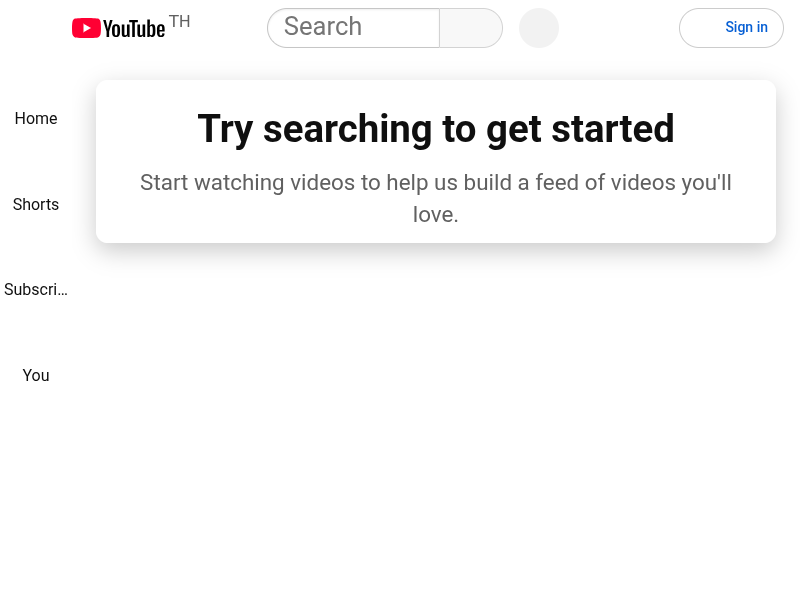 YouTube TH
Search
Sign in
Home
Shorts
Subscri...
You
Try searching to get started
Start watching videos to help us build a feed of videos you'll
love.